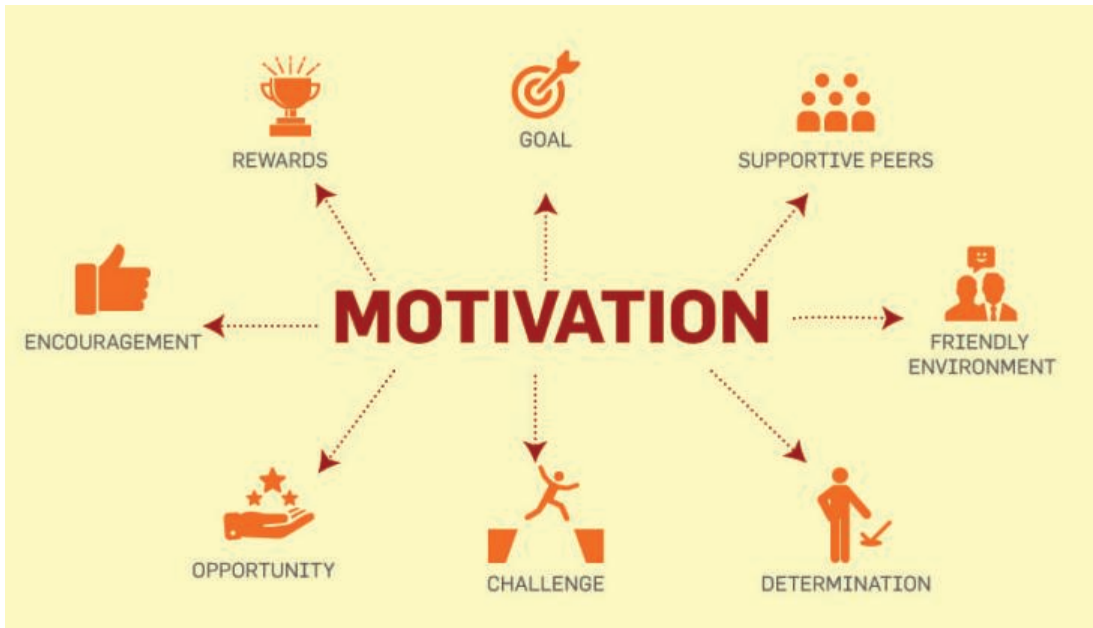 GOAL
REWARDS
SUPPORTIVE PEERS
MOTIVATION
ENCOURAGEMENT
FRIENDLY
ENVIRONMENT
OPPORTUNITY
CHALLENGE
DETERMINATION